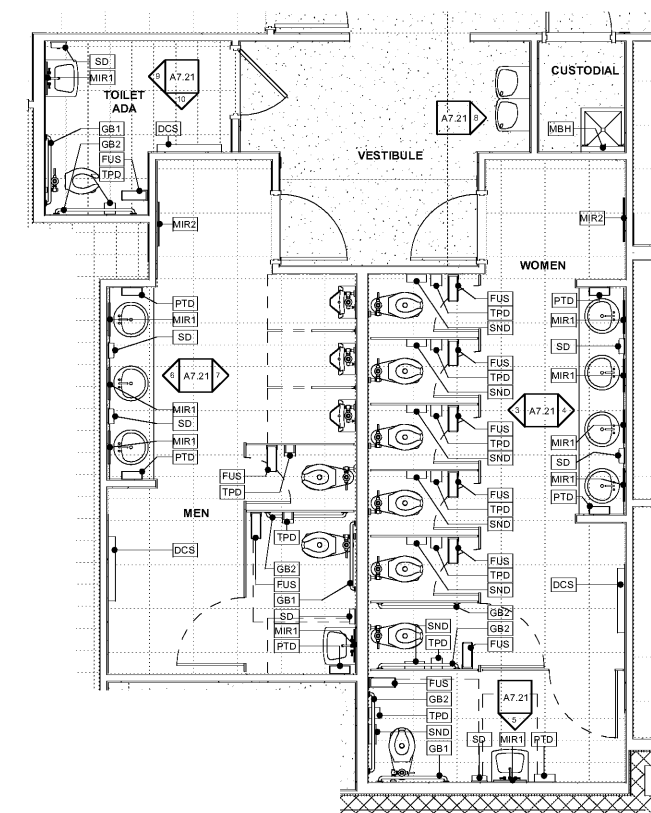 SD
MIR1
9
A7.21
10
TOILET
ADA
CUSTODIAL
A7.21
8
GB1
DCS
MBH
GB2
FUS
TPD
VESTIBULE
MIR2
MIR2
WOMEN
PTD
MIR1
SD
6
A7.21
7
MIR1
SD
MIR1
PTD
FUS
TPD
MEN
TPD
DCS
GB2
FUS
GB1
SD
MIR1
PTD
FUS
TPD
SND
FUS
TPD
SND
FUS
TPD
SND
FUS
TPD
SND
FUS
TPD
SND
PTD
MIR1
SD
MIR1
3
A7.21
4
MIR1
SD
MIR1
PTD
DCS
GB2
SND
GB2
TPD
FUS
FUS
GB2
TPD
SND
GB1
A7.21
5
SD
MIR1
PTD